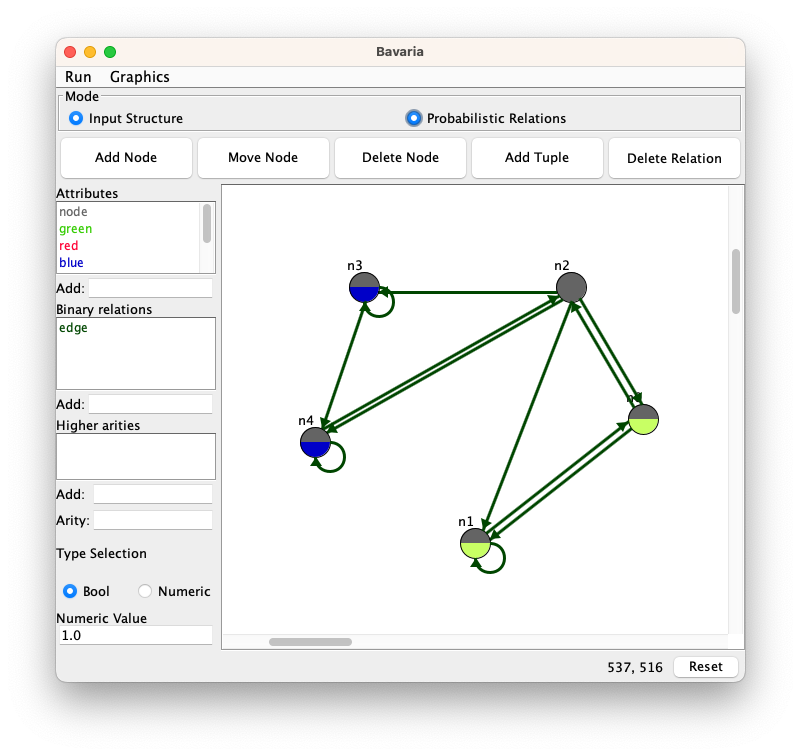 Bavaria
Run Graphics
Mode
Input Structure Probabilistic Relations
Add Node Move Node Delete Node Add Tuple Delete Relation
Attributes
node
green
red
blue
Add:
Binary relations
edge
Add:
Higher arities
Add:
Arity:
Type Selection
Bool Numeric
Numeric Value
1.0
n3 n2
n4
n1
537, 516 Reset